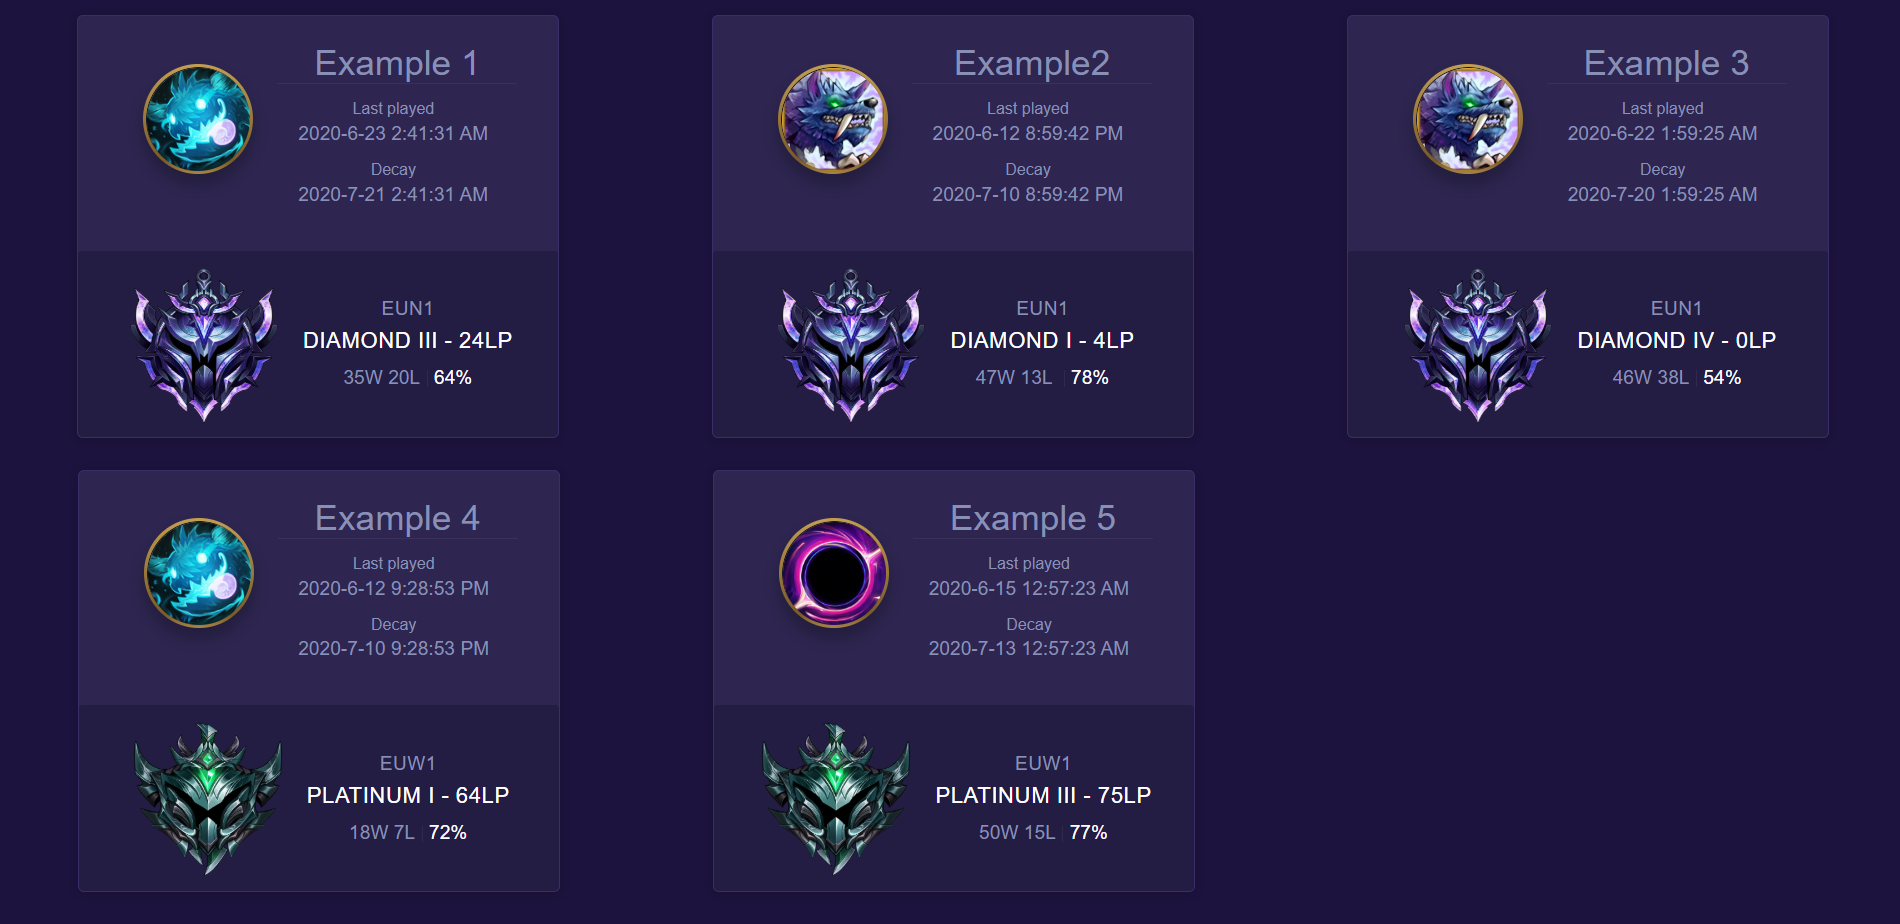 Example 1
Last played
2020-6-23 2:41:31 AM
Decay
2020-7-21 2:41:31 AM
EUN1
DIAMOND III - 24LP
35W 20L 64%
Example2
Last played
2020-6-12 8:59:42 PM
Decay
2020-7-10 8:59:42 PM
EUN1
DIAMOND I - 4LP
47W 13L 78%
Example 3
Last played
2020-6-22 1:59:25 AM
Decay
2020-7-20 1:59:25 AM
EUN1
DIAMOND IV - 0LP
46W 38L 54%
Example 4
Last played
2020-6-12 9:28:53 PM
Decay
2020-7-10 9:28:53 PM
EUW1
PLATINUM I - 64LP
18W 7L 72%
Example 5
Last played
2020-6-15 12:57:23 AM
Decay
2020-7-13 12:57:23 AM
EUW1
PLATINUM III - 75LP
50W 15L 77%